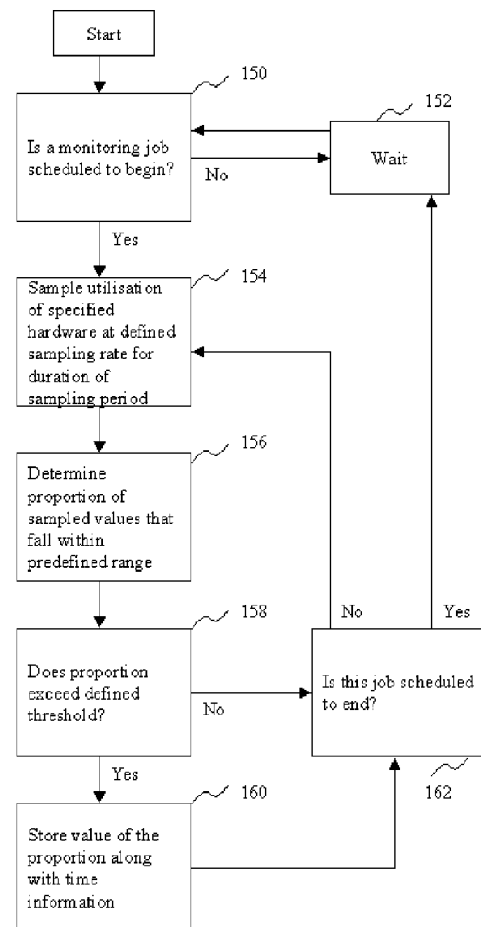 Start
150
Is a monitoring job
scheduled to begin?
No
152
Wait
Yes
154
Sample utilisation
of specified
hardware at defined
sampling rate for
duration of
sampling period
156
Determine
proportion of
sampled values that
fall within
predefined range
158
Does proportion
exceed defined
threshold?
No
No
Yes
Is this job scheduled
to end?
162
Yes
160
Store value of the
proportion along
with time
information